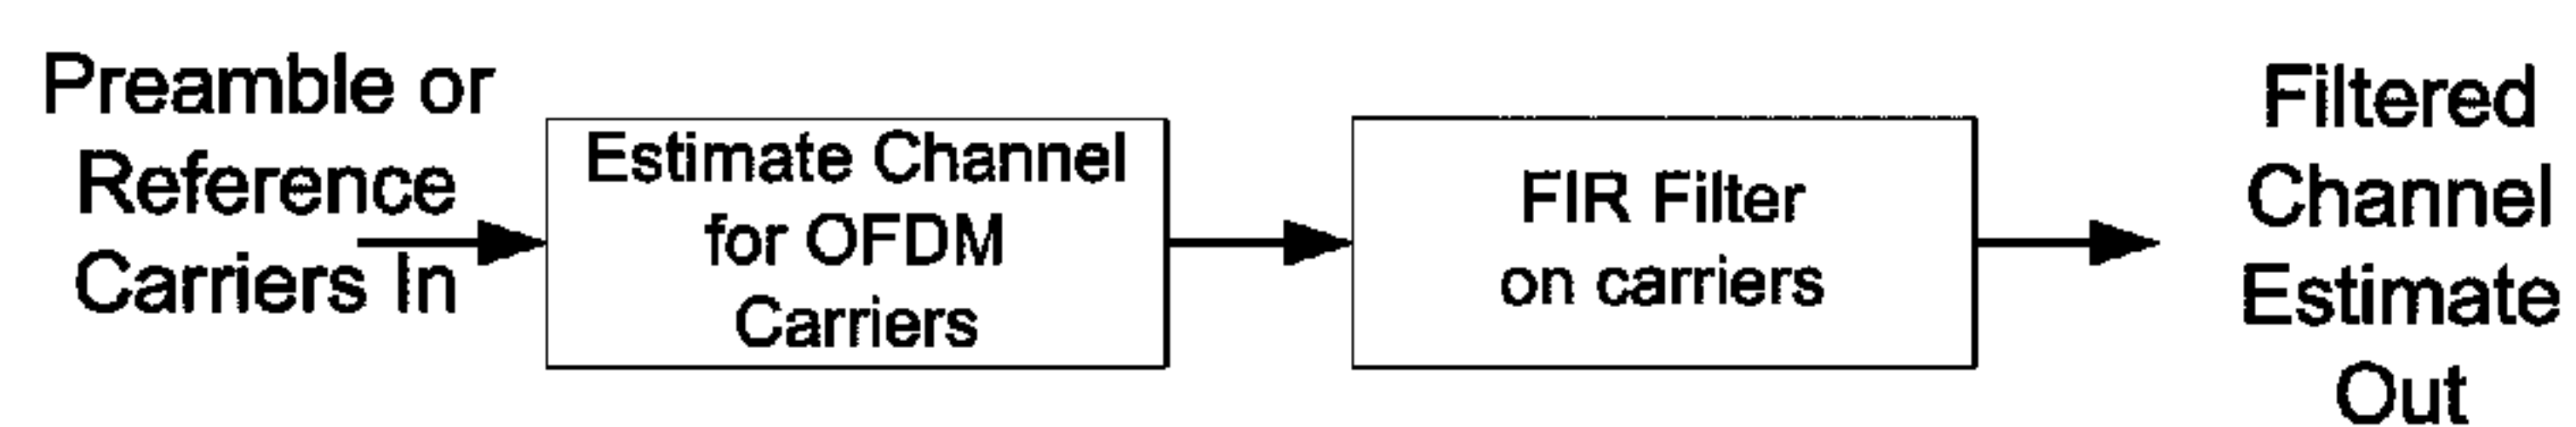 Preamble or
Reference
Carriers In
Estimate Channel
for OFDM
Carriers
FIR Filter
on carriers
Filtered
Channel
Estimate
Out